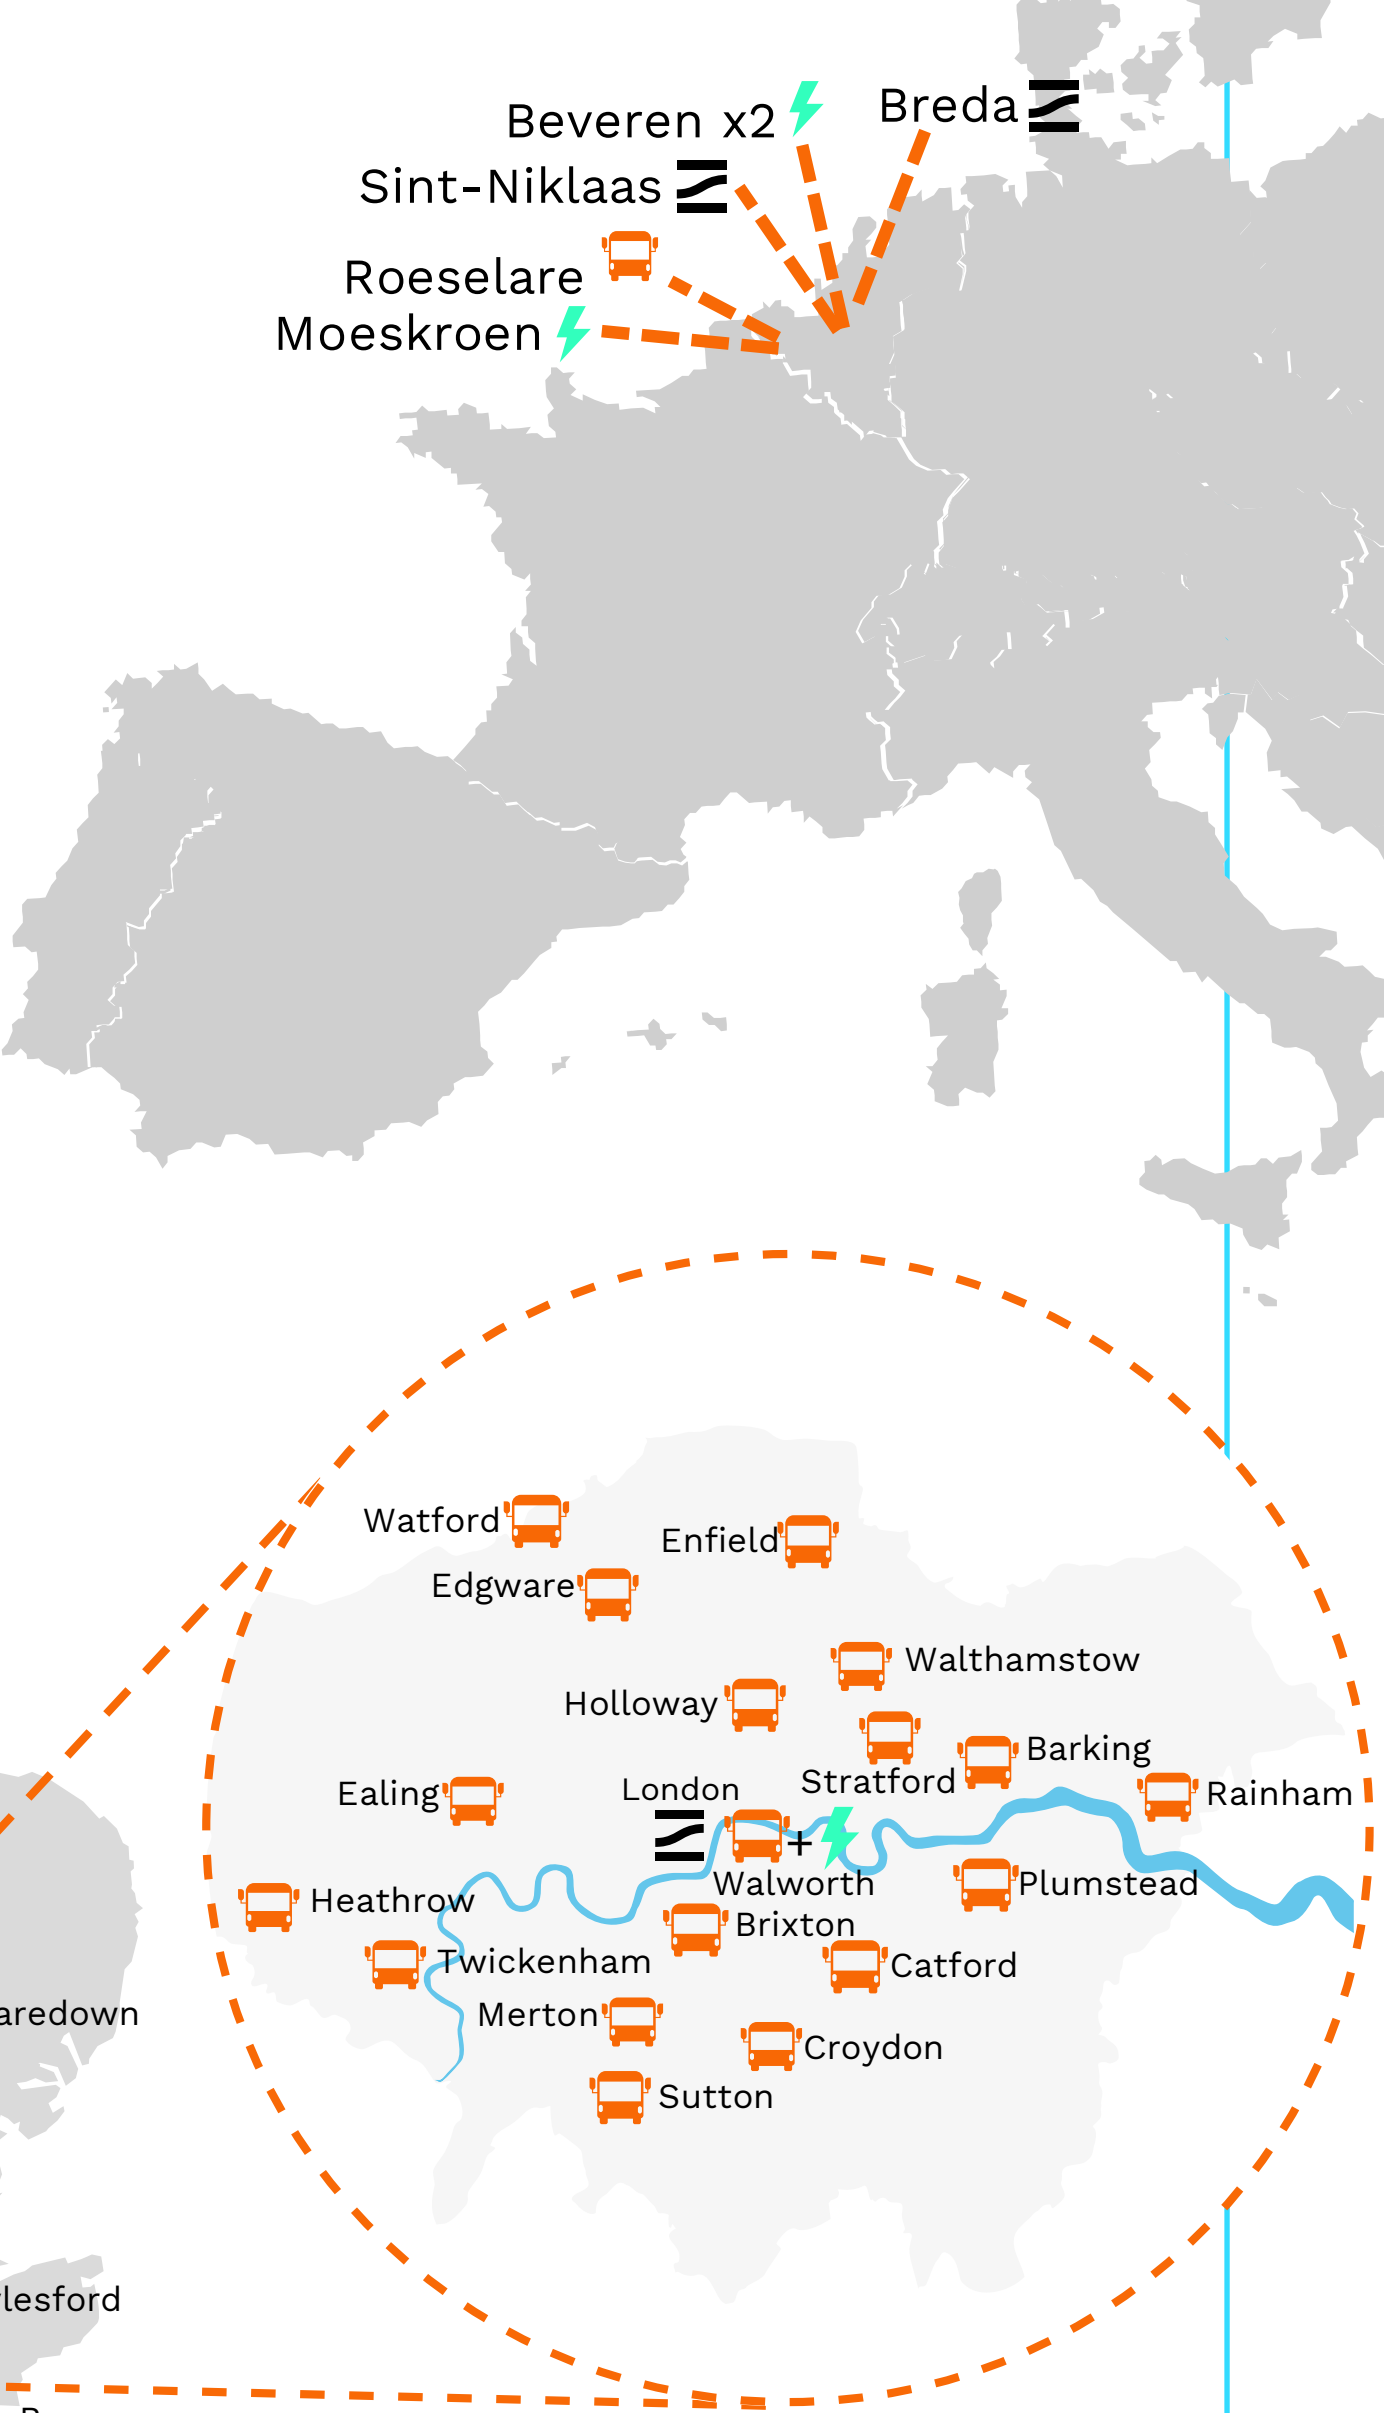 Beveren x2
Breda
Sint-Niklaas
Roeselare
Moeskroen
Watford
Enfield
Edgware
Walthamstow
Holloway
Barking
Stratford
London
Ealing
Rainham
+
Walworth
Plumstead
Heathrow
Brixton
Twickenham
Catford
Merton
Croydon
Sutton
aredown
lesford